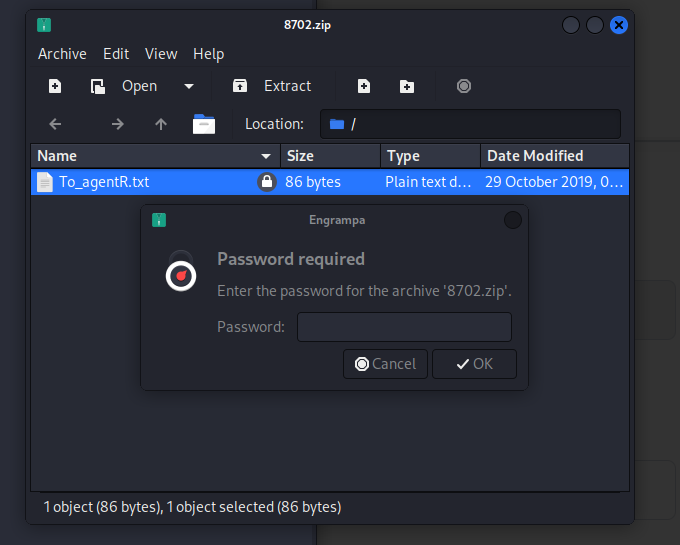 8702.zip
Archive Edit View Help
Open Extract
Location: /
Name Size Type Date Modified
To_agentR.txt 86 bytes Plain text d... 29 October 2019, 0...
Engrampa
Password required
Enter the password for the archive '8702.zip'.
Password:
Cancel OK
1 object (86 bytes), 1 object selected (86 bytes)